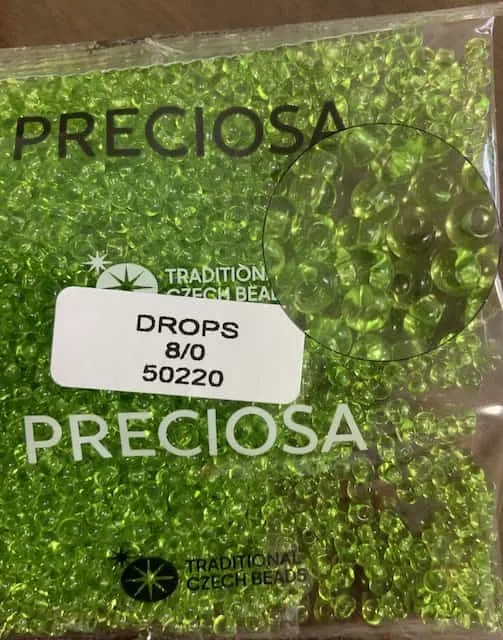 PRECIOSA
TRADITIONAL
CZECH BEADS
DROPS
8/0
50220
PRECIOSA
TRADITIONAL
CZECH BEADS